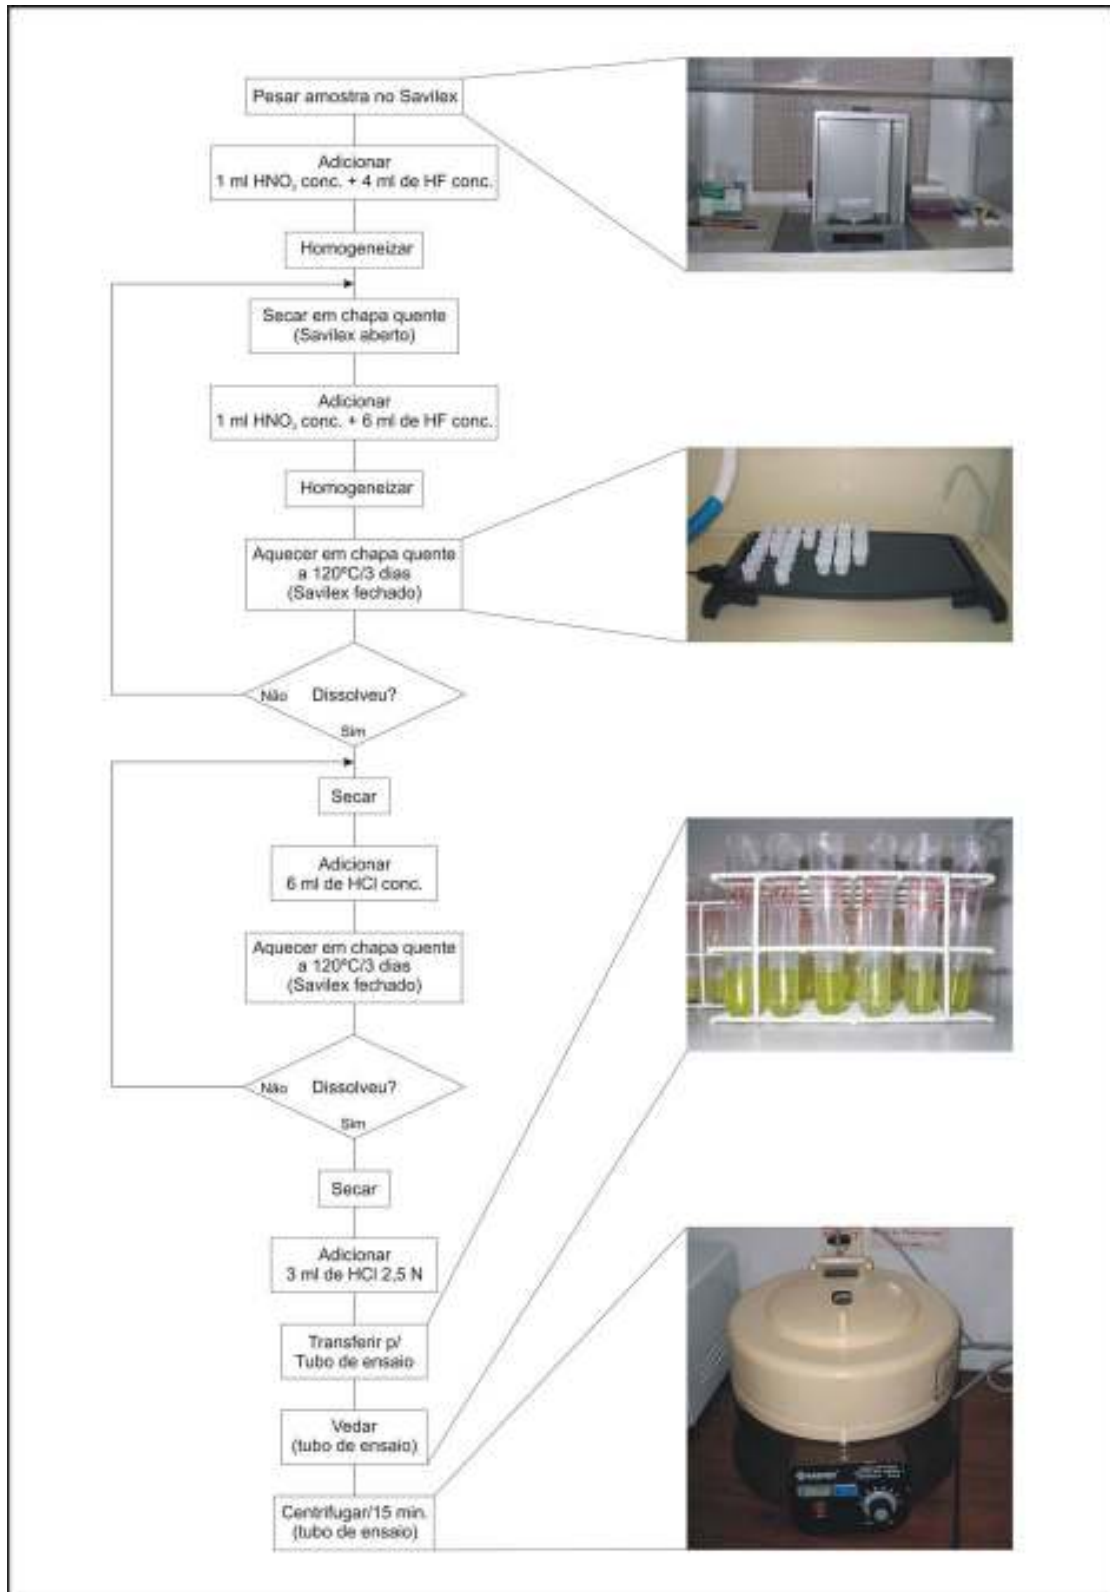 Pesar amostra no Savilex
Adicionar
1 ml HNO₃ conc. + 4 ml de HF conc.
Homogeneizar
Secar em chapa quente
(Savilex aberto)
Adicionar
1 ml HNO₃ conc. + 6 ml de HF conc.
Homogeneizar
Aquecer em chapa quente
a 120ºC/3 dias
(Savilex fechado)
Não Dissolveu?
Sim
Secar
Adicionar
6 ml de HCl conc.
Aquecer em chapa quente
a 120ºC/3 dias
(Savilex fechado)
Não Dissolveu?
Sim
Secar
Adicionar
3 ml de HCl 2,5 N
Transferir p/
Tubo de ensaio
Vedar
(tubo de ensaio)
Centrifugar/15 min.
(tubo de ensaio)